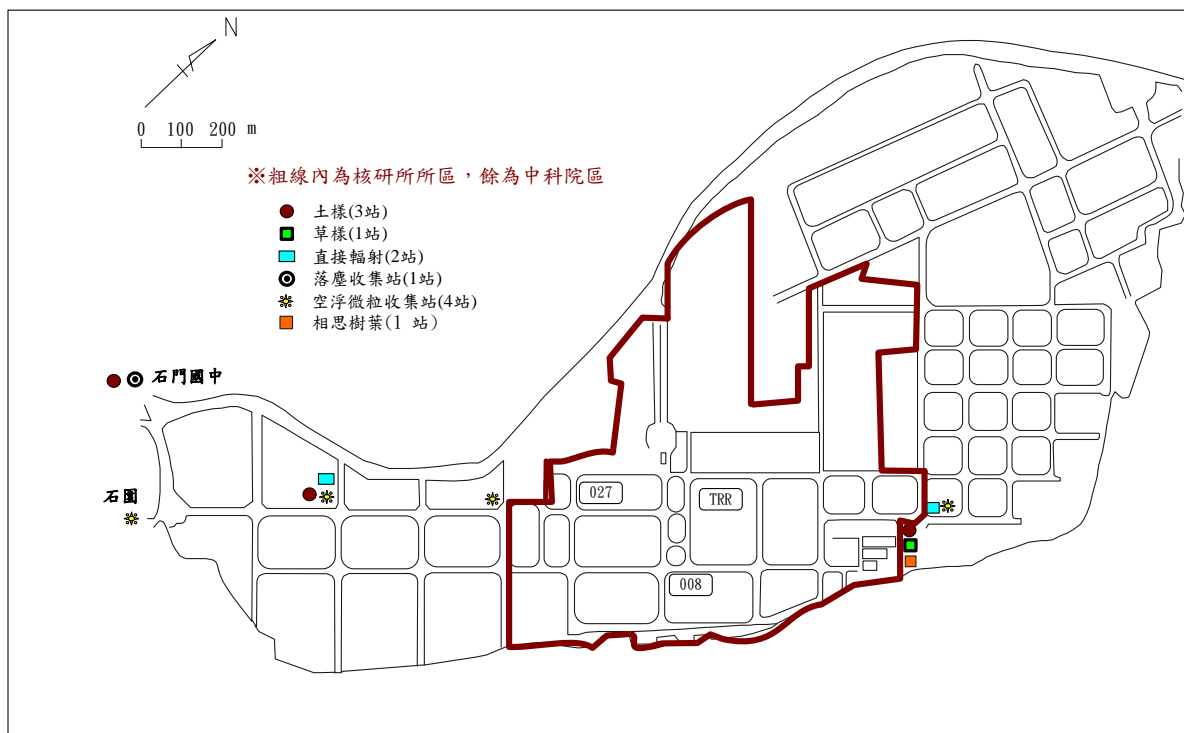 N
0 100 200 m
※粗線內為核研所所區，餘為中科院區
土樣(3站)
草樣(1站)
直接輻射(2站)
落塵收集站(1站)
空浮微粒收集站(4站)
相思樹葉(1 站)
石門國中
石園
027
TRR
008